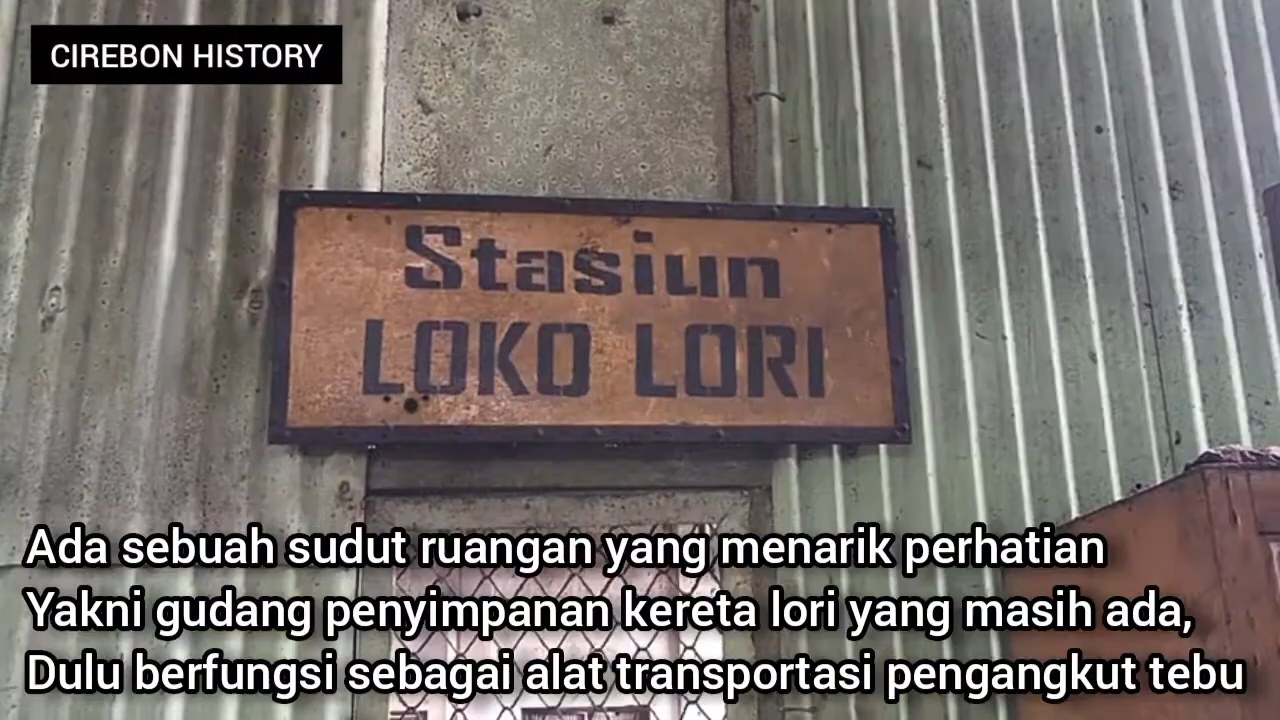 CIREBON HISTORY
Stasiun
LOKO LORI
Ada sebuah sudut ruangan yang menarik perhatian
Yakni gudang penyimpanan kereta lori yang masih ada,
Dulu berfungsi sebagai alat transportasi pengangkut tebu